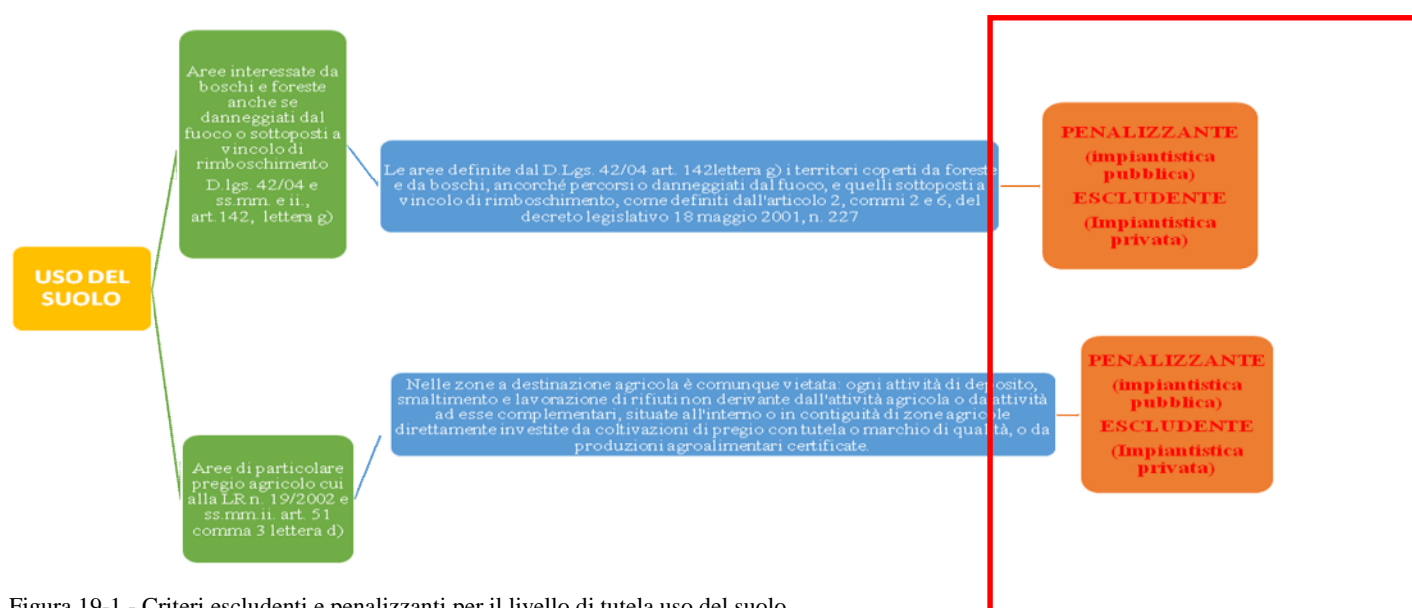 Aree interessate da
boschi e foreste
anche se
danneggiati dal
fuoco o sottoposti a
vincolo di
rimboschimento
D.lgs. 42/04 e
ss.mm. e ii.,
art.142, lettera g)
Le aree definite dal D.Lgs. 42/04 art. 142lettera g) i territori coperti da foreste
e da boschi, ancorché percorsi o danneggiati dal fuoco, e quelli sottoposti a
vincolo di rimboschimento, come definiti dall'articolo 2, commi 2 e 6, del
decreto legislativo 18 maggio 2001, n. 227
PENALIZZANTE
(impiantistica
pubblica)
ESCLUDENTE
(Impiantistica
privata)
USO DEL
SUOLO
Aree di particolare
pregio agricolo cui
alla LR n. 19/2002 e
ss.mm.ii. art. 51
comma 3 lettera d)
Nelle zone a destinazione agricola è comunque vietata: ogni attività di deposito,
smaltimento e lavorazione di rifiuti non derivante dall'attività agricola o da attività
ad esse complementari, situate all'interno o in contiguità di zone agricole
direttamente investite da coltivazioni di pregio con tutela o marchio di qualità, o da
produzioni agroalimentari certificate.
PENALIZZANTE
(impiantistica
pubblica)
ESCLUDENTE
(Impiantistica
privata)
Figura 19-1 - Criteri escludenti e penalizzanti per il livello di tutela uso del suolo